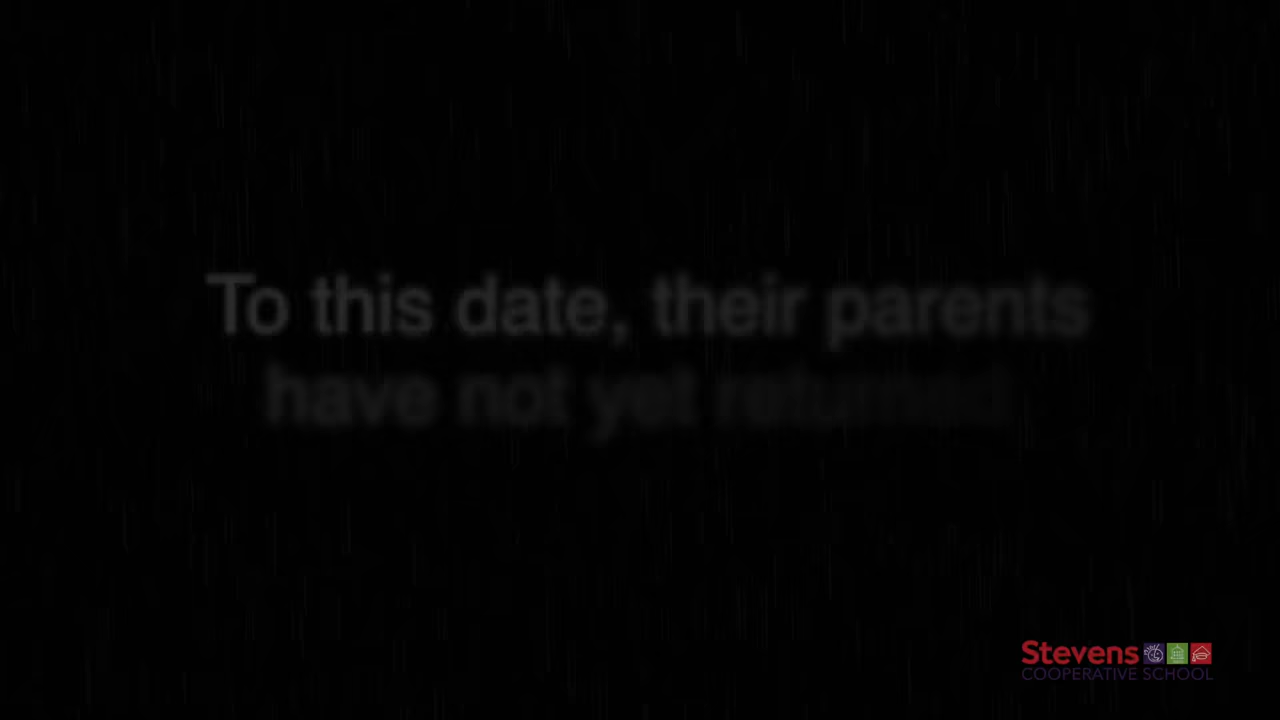 To this date, their parents
have not yet returned
Stevens
COOPERATIVE SCHOOL